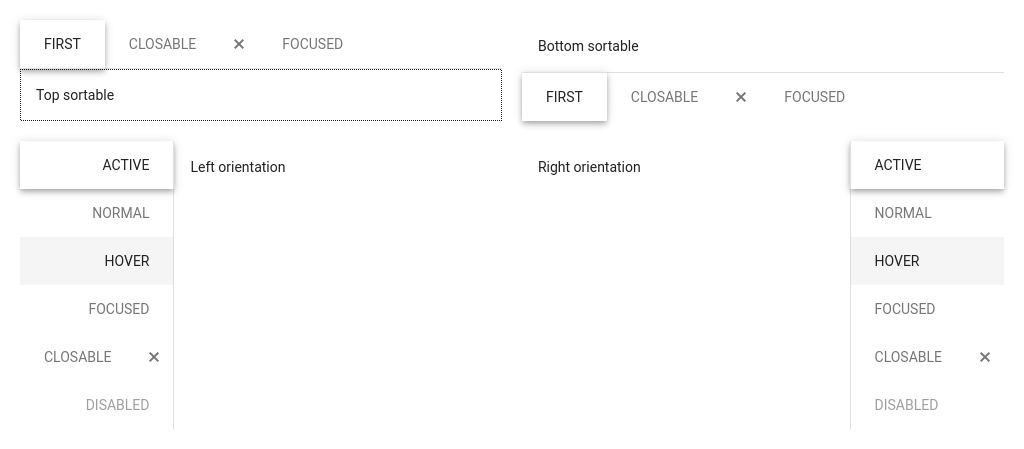 FIRST CLOSABLE × FOCUSED
Top sortable
Bottom sortable
FIRST CLOSABLE × FOCUSED
ACTIVE
NORMAL
HOVER
FOCUSED
CLOSABLE ×
DISABLED
Left orientation
Right orientation
ACTIVE
NORMAL
HOVER
FOCUSED
CLOSABLE ×
DISABLED